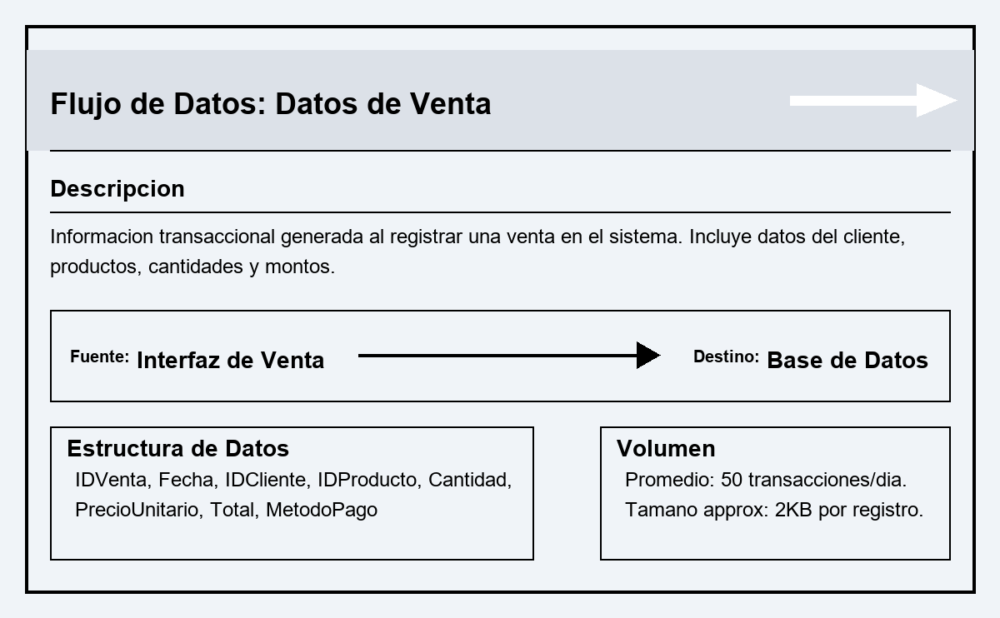 Flujo de Datos: Datos de Venta
Descripcion
Informacion transaccional generada al registrar una venta en el sistema. Incluye datos del cliente,
productos, cantidades y montos.
Fuente: Interfaz de Venta
Destino: Base de Datos
Estructura de Datos
IDVenta, Fecha, IDCliente, IDProducto, Cantidad,
PrecioUnitario, Total, MetodoPago
Volumen
Promedio: 50 transacciones/dia.
Tamano approx: 2KB por registro.